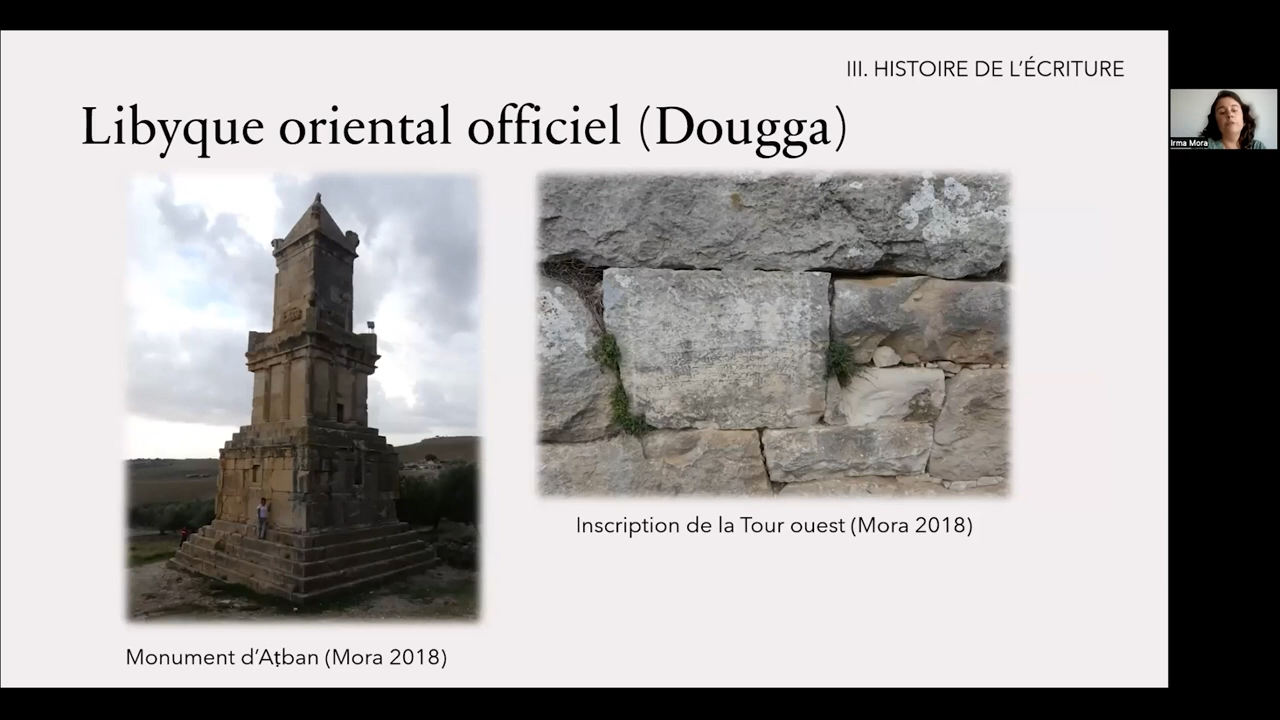 III. HISTOIRE DE L'ÉCRITURE
Libyque oriental officiel (Dougga)
Irma Mora
Inscription de la Tour ouest (Mora 2018)
Monument d'Aṭban (Mora 2018)